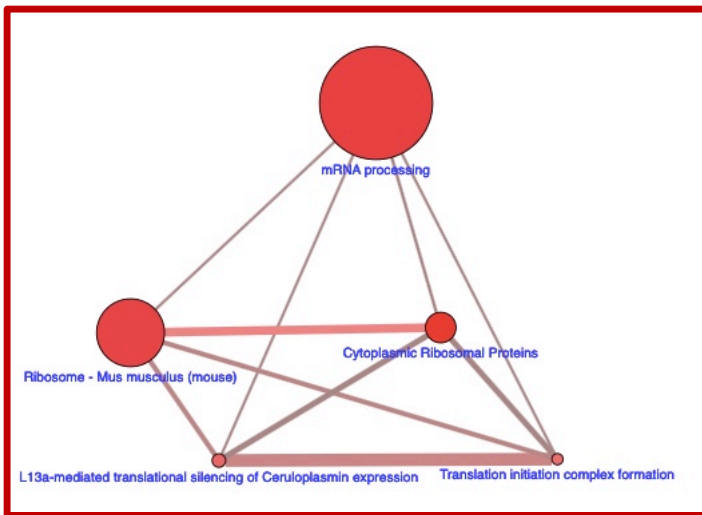 mRNA processing
Cytoplasmic Ribosomal Proteins
Ribosome - Mus musculus (mouse)
L13a-mediated translational silencing of Ceruloplasmin expression
Translation initiation complex formation